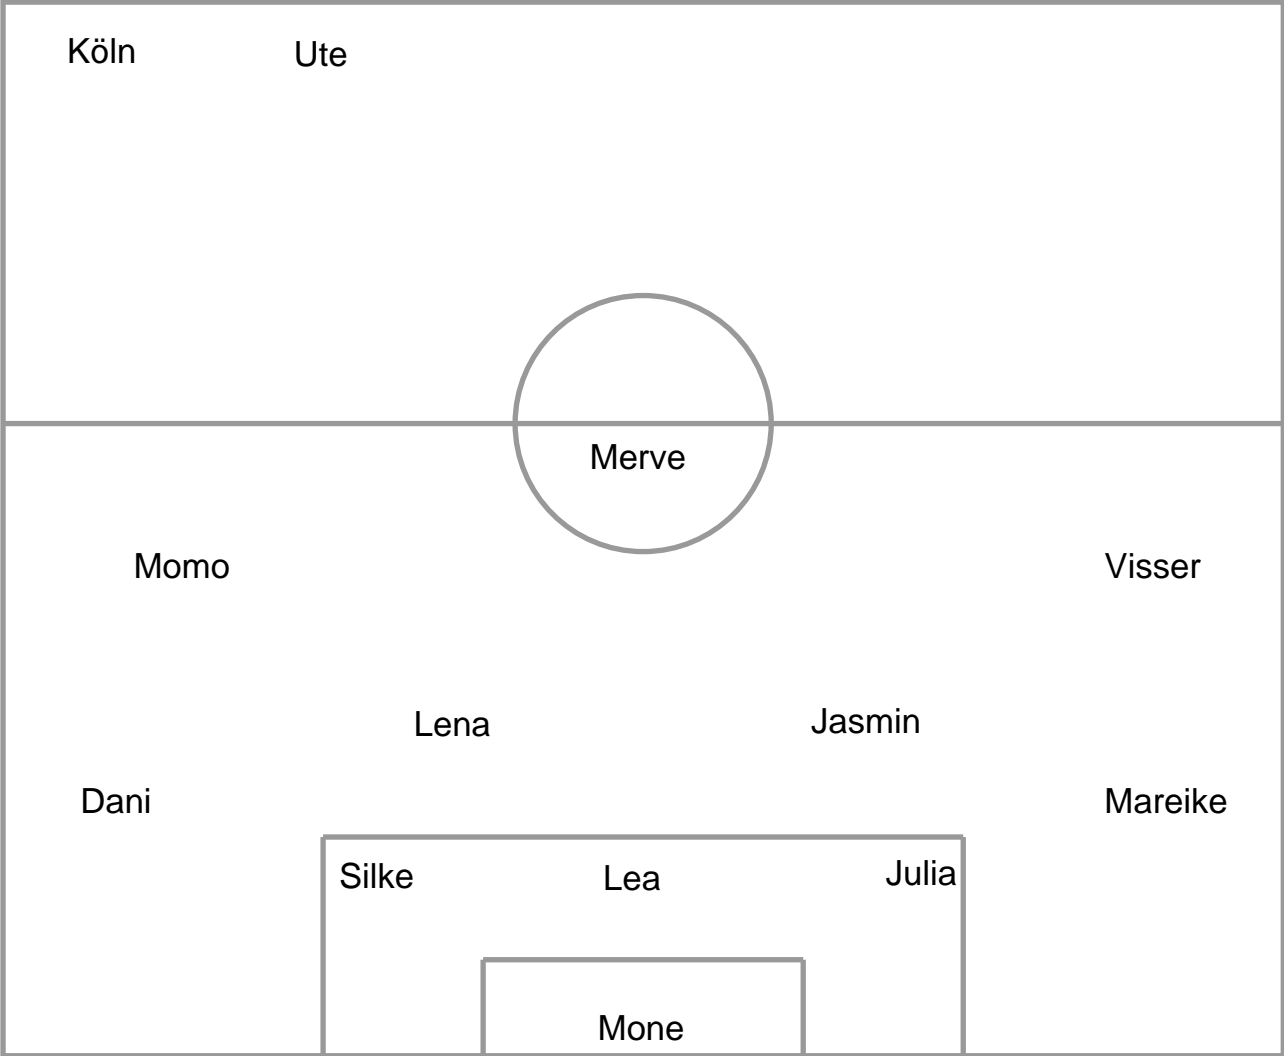 Köln Ute
Merve
Momo Visser
Lena Jasmin
Dani Mareike
Silke Lea Julia
Mone